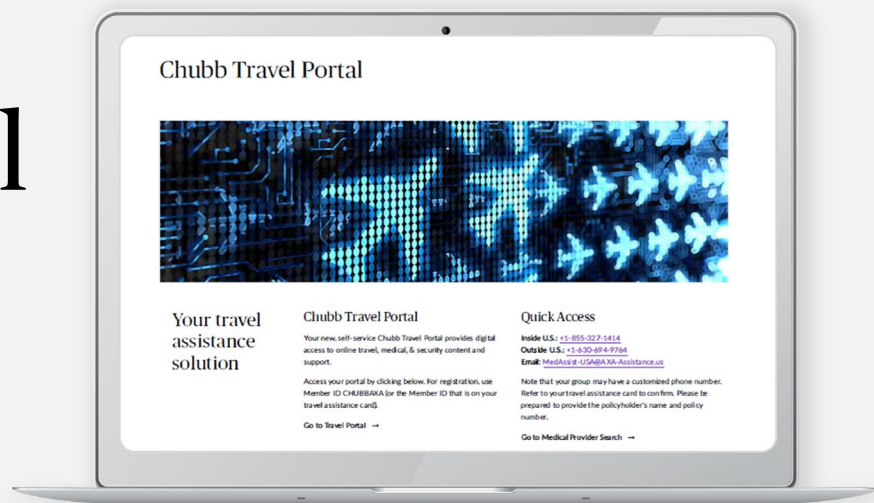 l
Chubb Travel Portal
Your travel
assistance
solution
Chubb Travel Portal
Your new, self-service Chubb Travel Portal provides digital
access to online travel, medical, & security content and
support.
Access your portal by clicking below. For registration, use
Member ID CHUBBAXA (or the Member ID that is on your
travel assistance card).
Go to Travel Portal →
Quick Access
Inside U.S.: +1-855-327-1414
Outside U.S.: +1-630-694-9764
Email: MedAssist-USA@AXA-Assistance.us
Note that your group may have a customized phone number.
Refer to your travel assistance card to confirm. Please be
prepared to provide the policyholder's name and policy
number.
Go to Medical Provider Search →